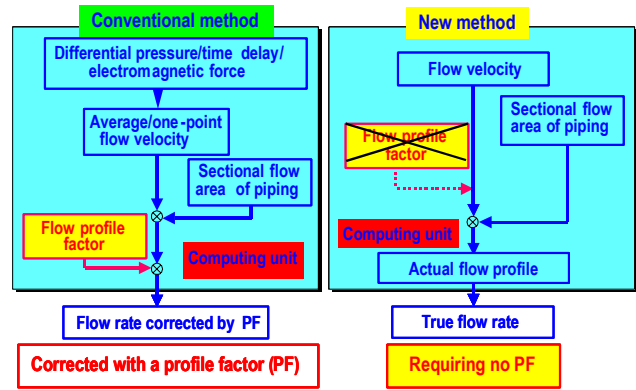 Conventional method
Differential pressure/time delay/
electromagnetic force
Average/one-point
flow velocity
Sectional flow
area of piping
Flow profile
factor
Computing unit
Flow rate corrected by PF
Corrected with a profile factor (PF)
New method
Flow velocity
Sectional flow
area of piping
Flow profile
factor
Computing unit
Actual flow profile
True flow rate
Requiring no PF